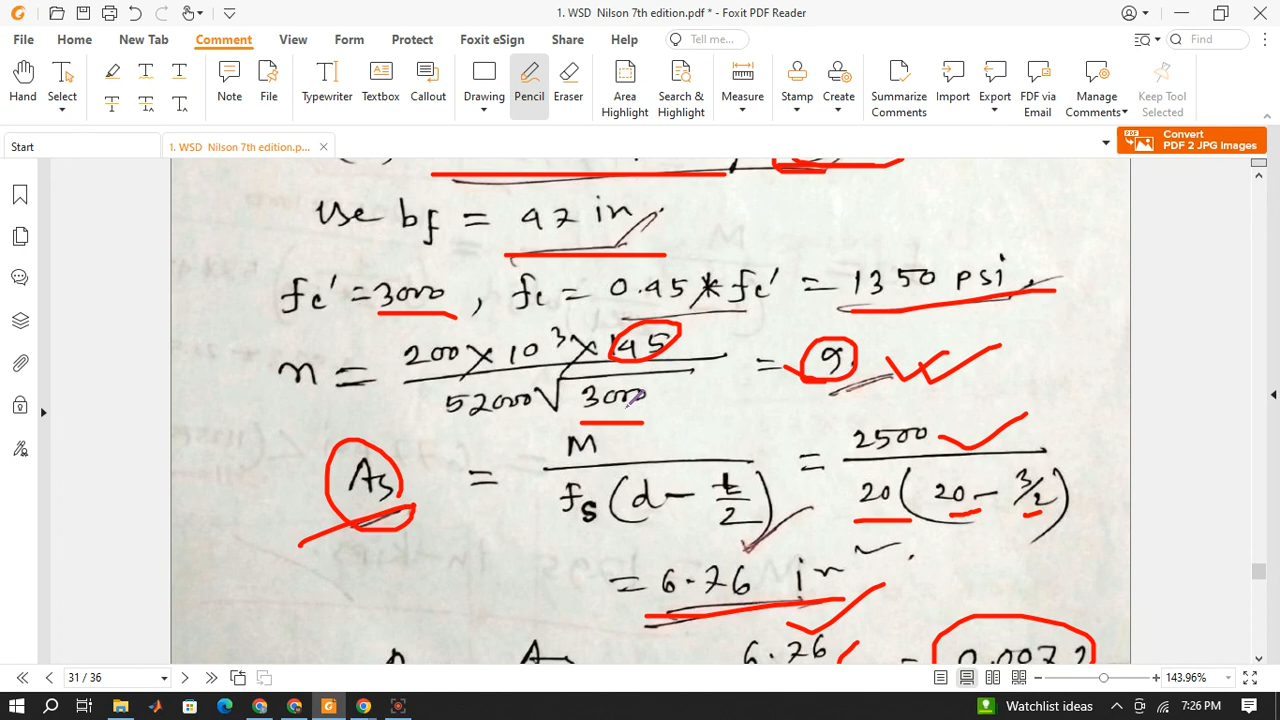 1. WSD Nilson 7th edition.pdf * - Foxit PDF Reader
File Home New Tab Comment View Form Protect Foxit eSign Share Help Tell me... Find
Hand Select Note File Typewriter Textbox Callout Drawing Pencil Eraser Area Highlight Search & Highlight Measure Stamp Create Summarize Comments Import Export FDF via Email Manage Comments Keep Tool Selected
Start 1. WSD Nilson 7th edition.p... Convert PDF 2 JPG Images
Use bf = 47 in
fc' = 3000 , fc = 0.45 * fc' = 1350 psi
n = 200 × 10³ × 145 / 52000 √3000 = 9.
As = M / fs (d - t/2) = 2500 / 20 (20 - 3/2)
= 6.76 in
6.76 = 0.0072
31 / 36 143.96%
Watchlist ideas 7:26 PM